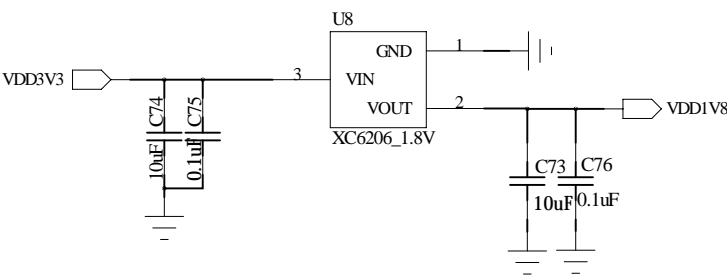 U8
GND 1
VDD3V3
3 VIN
VOUT 2
VDD1V8
XC6206_1.8V
C74
10uF
C75
0.1uF
C73
10uF
C76
0.1uF